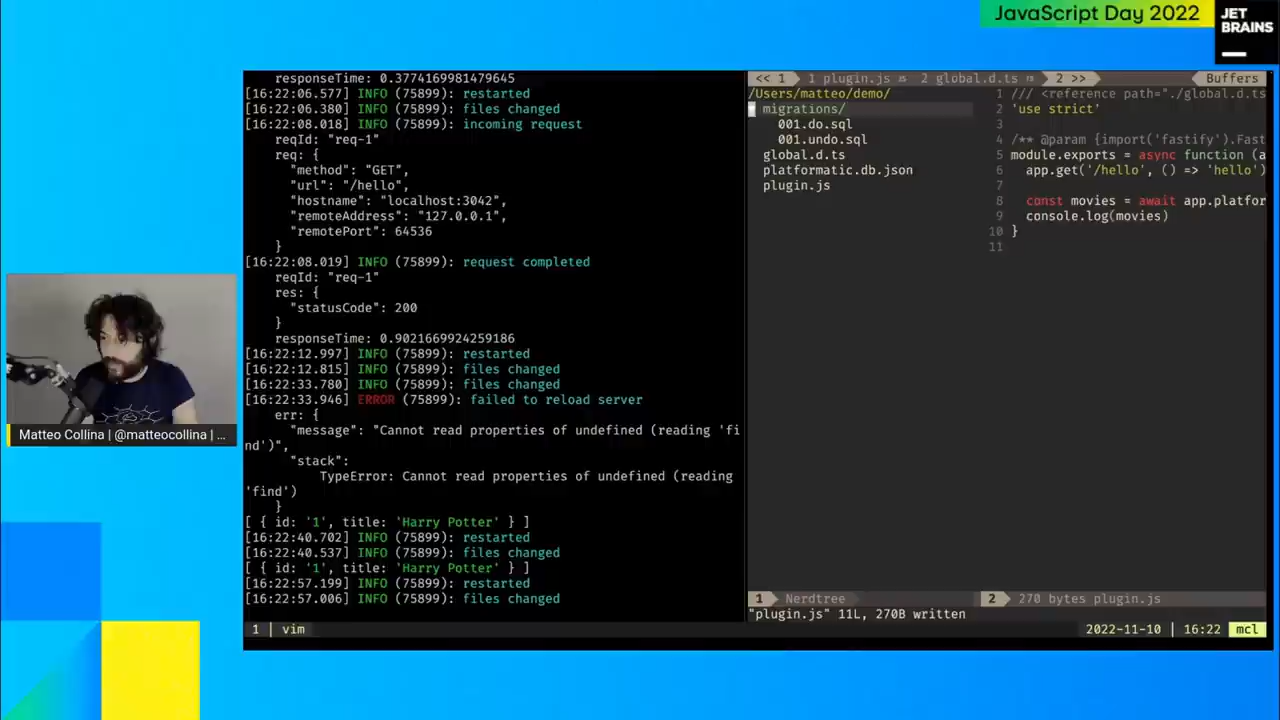 JavaScript Day 2022
JET
BRAINS
responseTime: 0.3774169981479645
[16:22:06.577] INFO (75899): restarted
[16:22:06.380] INFO (75899): files changed
[16:22:08.018] INFO (75899): incoming request
reqId: "req-1"
req: {
"method": "GET",
"url": "/hello",
"hostname": "localhost:3042",
"remoteAddress": "127.0.0.1",
"remotePort": 64536
}
[16:22:08.019] INFO (75899): request completed
reqId: "req-1"
res: {
"statusCode": 200
}
responseTime: 0.9021669924259186
[16:22:12.997] INFO (75899): restarted
[16:22:12.815] INFO (75899): files changed
[16:22:33.780] INFO (75899): files changed
[16:22:33.946] ERROR (75899): failed to reload server
err: {
"message": "Cannot read properties of undefined (reading 'fi
nd')",
"stack":
TypeError: Cannot read properties of undefined (reading
'find')
}
[ { id: '1', title: 'Harry Potter' } ]
[16:22:40.702] INFO (75899): restarted
[16:22:40.537] INFO (75899): files changed
[ { id: '1', title: 'Harry Potter' } ]
[16:22:57.199] INFO (75899): restarted
[16:22:57.006] INFO (75899): files changed
<< 1 1 plugin.js 2 global.d.ts 2 >> Buffers
/Users/matteo/demo/
migrations/
001.do.sql
001.undo.sql
global.d.ts
platformatic.db.json
plugin.js
1 /// <reference path="./global.d.ts
2 'use strict'
3
4 /** @param {import('fastify').Fast
5 module.exports = async function (a
6 app.get('/hello', () => 'hello')
7
8 const movies = await app.platfor
9 console.log(movies)
10 }
11
1 Nerdtree 2 270 bytes plugin.js
"plugin.js" 11L, 270B written
1 | vim 2022-11-10 | 16:22 mcl
Matteo Collina | @matteocollina | ...